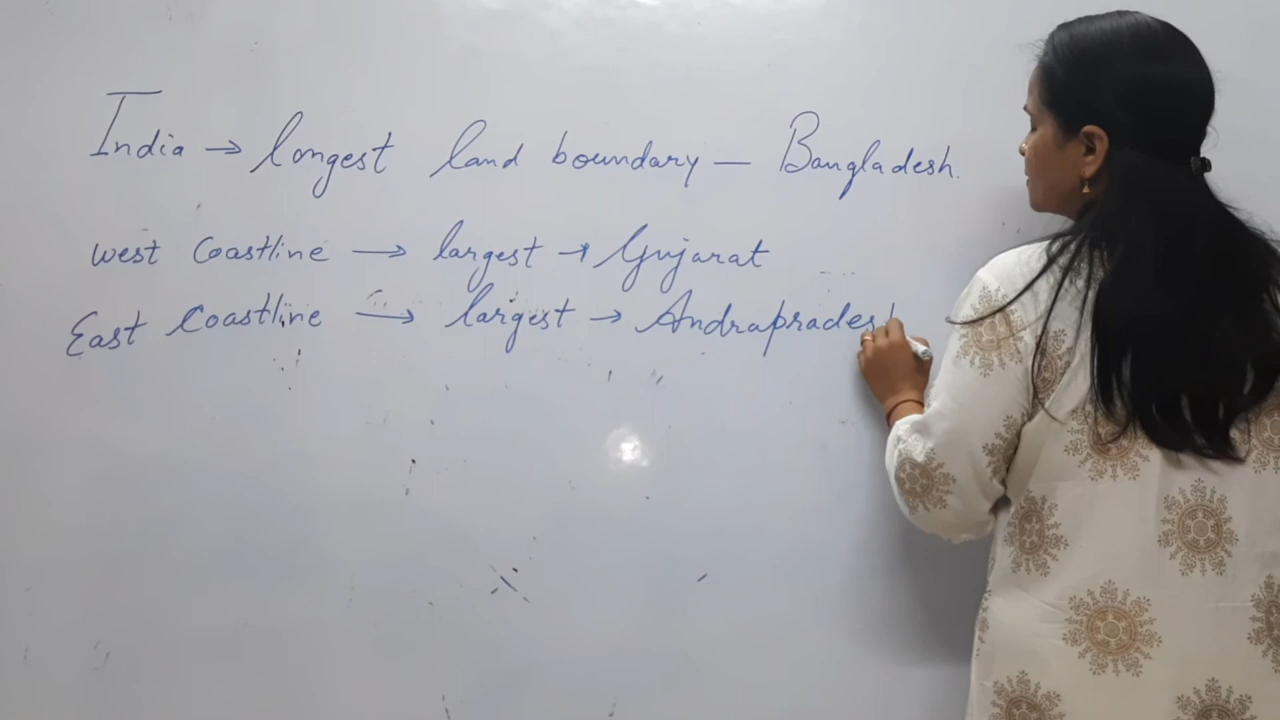 India → longest land boundary — Bangladesh.
west Coastline → largest → Gujarat
East Coastline → largest → Andrapradesh